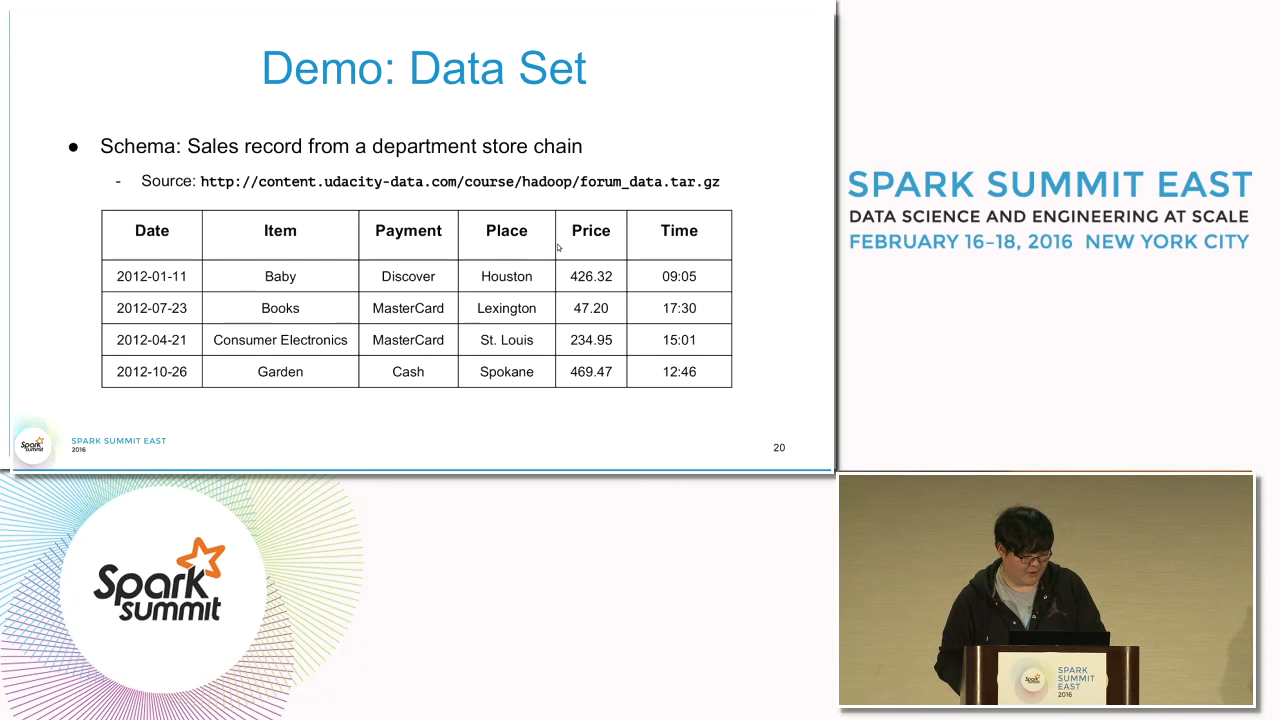 Demo: Data Set
● Schema: Sales record from a department store chain
- Source: http://content.udacity-data.com/course/hadoop/forum_data.tar.gz
Date Item Payment Place Price Time
2012-01-11 Baby Discover Houston 426.32 09:05
2012-07-23 Books MasterCard Lexington 47.20 17:30
2012-04-21 Consumer Electronics MasterCard St. Louis 234.95 15:01
2012-10-26 Garden Cash Spokane 469.47 12:46
Spark
Summit
SPARK SUMMIT EAST
2016
20
SPARK SUMMIT EAST
DATA SCIENCE AND ENGINEERING AT SCALE
FEBRUARY 16–18, 2016 NEW YORK CITY
Spark
summit
Spark
Summit
SPARK
SUMMIT
EAST
2016